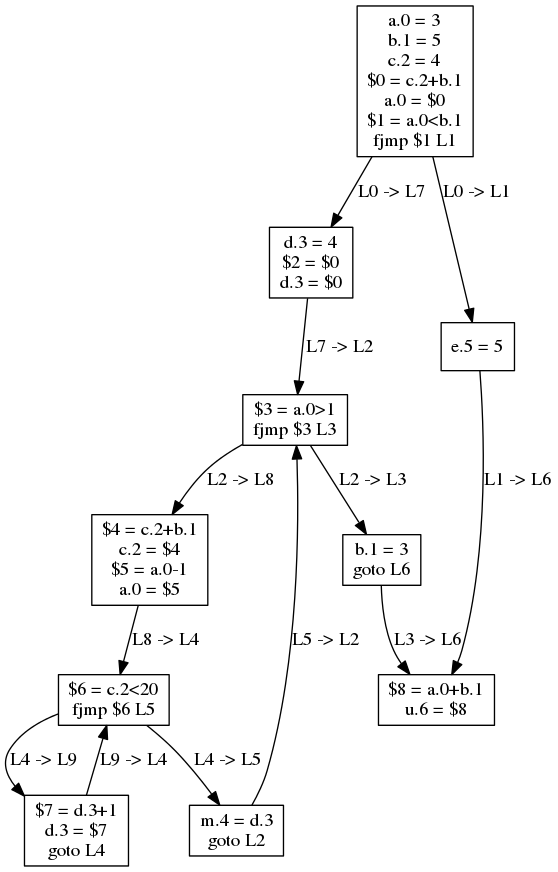 a.0 = 3
b.1 = 5
c.2 = 4
$0 = c.2+b.1
a.0 = $0
$1 = a.0<b.1
fjmp $1 L1
L0 -> L7
L0 -> L1
d.3 = 4
$2 = $0
d.3 = $0
L7 -> L2
e.5 = 5
$3 = a.0>1
fjmp $3 L3
L2 -> L8
L2 -> L3
L1 -> L6
$4 = c.2+b.1
c.2 = $4
$5 = a.0-1
a.0 = $5
b.1 = 3
goto L6
L8 -> L4
L5 -> L2
L3 -> L6
$6 = c.2<20
fjmp $6 L5
$8 = a.0+b.1
u.6 = $8
L4 -> L9
L9 -> L4
L4 -> L5
$7 = d.3+1
d.3 = $7
goto L4
m.4 = d.3
goto L2